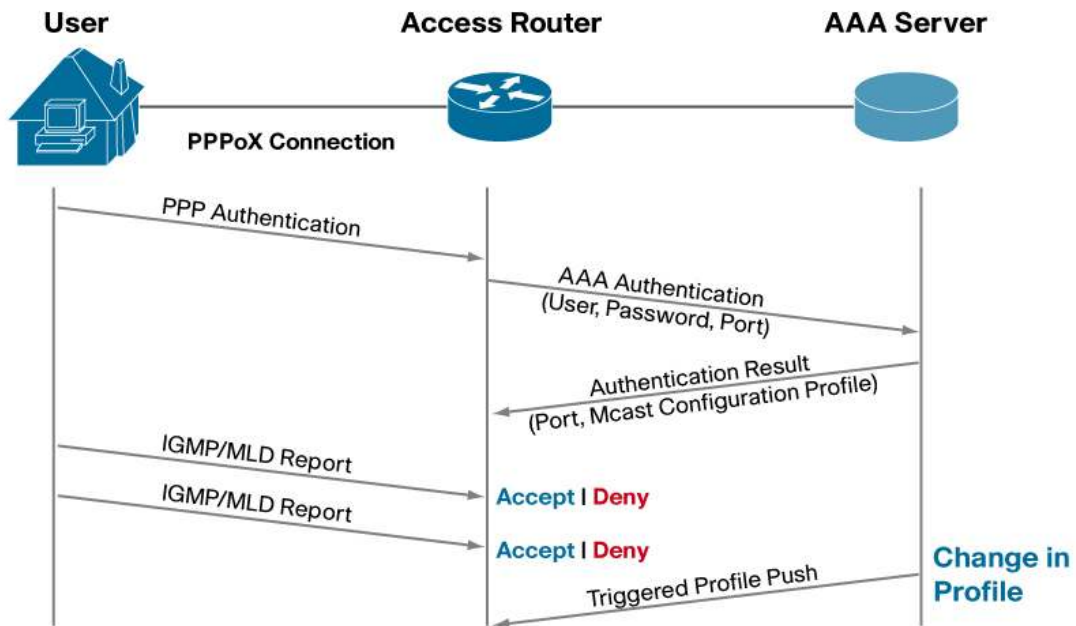 User
Access Router
AAA Server
PPPoX Connection
PPP Authentication
AAA Authentication
(User, Password, Port)
Authentication Result
(Port, Mcast Configuration Profile)
IGMP/MLD Report
Accept | Deny
IGMP/MLD Report
Accept | Deny
Change in
Profile
Triggered Profile Push